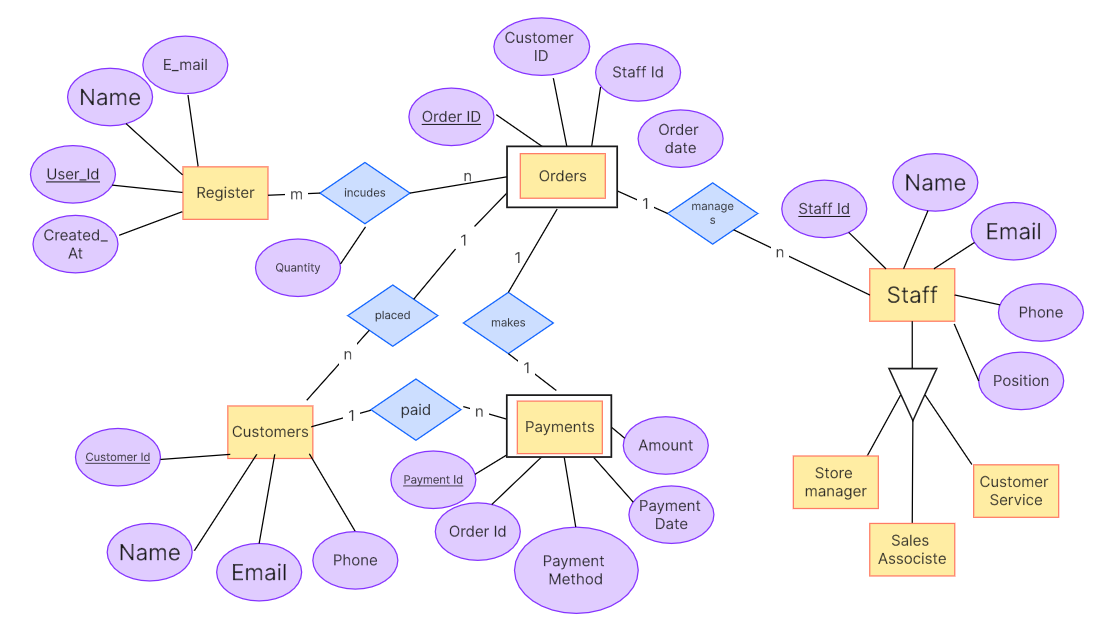 Customer
ID
E_mail
Staff Id
Name
Order ID
Order
date
User_Id
Register
m
incudes
n
Orders
1
manage
s
Staff Id
Name
Email
Created_
At
Quantity
1
1
n
Staff
Phone
placed
makes
n
1
Position
Customers
1
paid
n
Payments
Amount
Customer Id
Payment Id
Order Id
Payment
Date
Name
Email
Phone
Payment
Method
Store
manager
Customer
Service
Sales
Associste